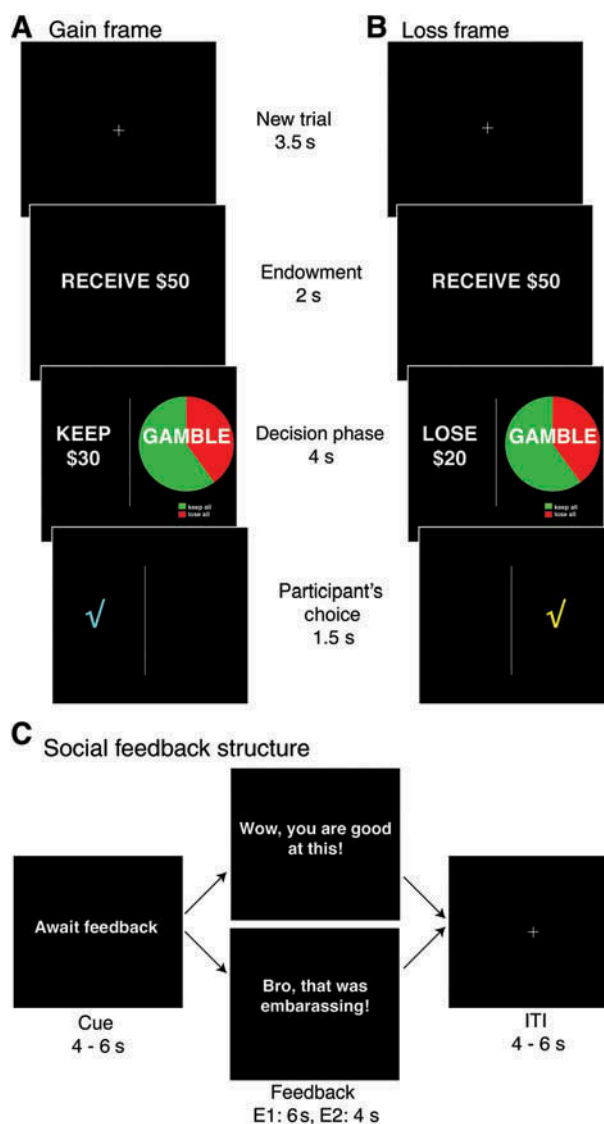 A Gain frame
B Loss frame
New trial
3.5 s
RECEIVE $50
Endowment
2 s
RECEIVE $50
KEEP
$30
GAMBLE
keep all
lose all
Decision phase
4 s
LOSE
$20
GAMBLE
keep all
lose all
√
Participant's
choice
1.5 s
√
C Social feedback structure
Await feedback
Cue
4 - 6 s
Wow, you are good
at this!
Bro, that was
embarassing!
Feedback
E1: 6s, E2: 4 s
ITI
4 - 6 s